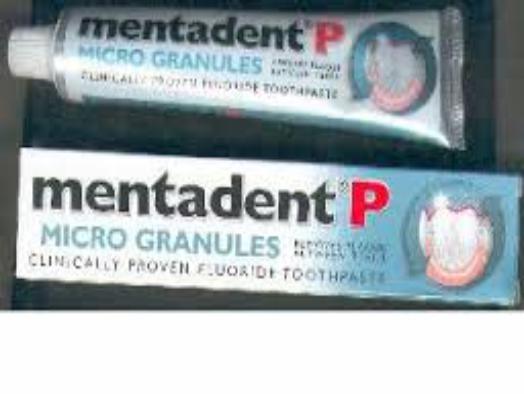 mentadent P
MICRO GRANULES
CLINICALLY PROVEN FLUORIDE TOOTHPASTE
mentadent® P
MICRO GRANULES
CLINICALLY PROVEN FLUORIDE TOOTHPASTE